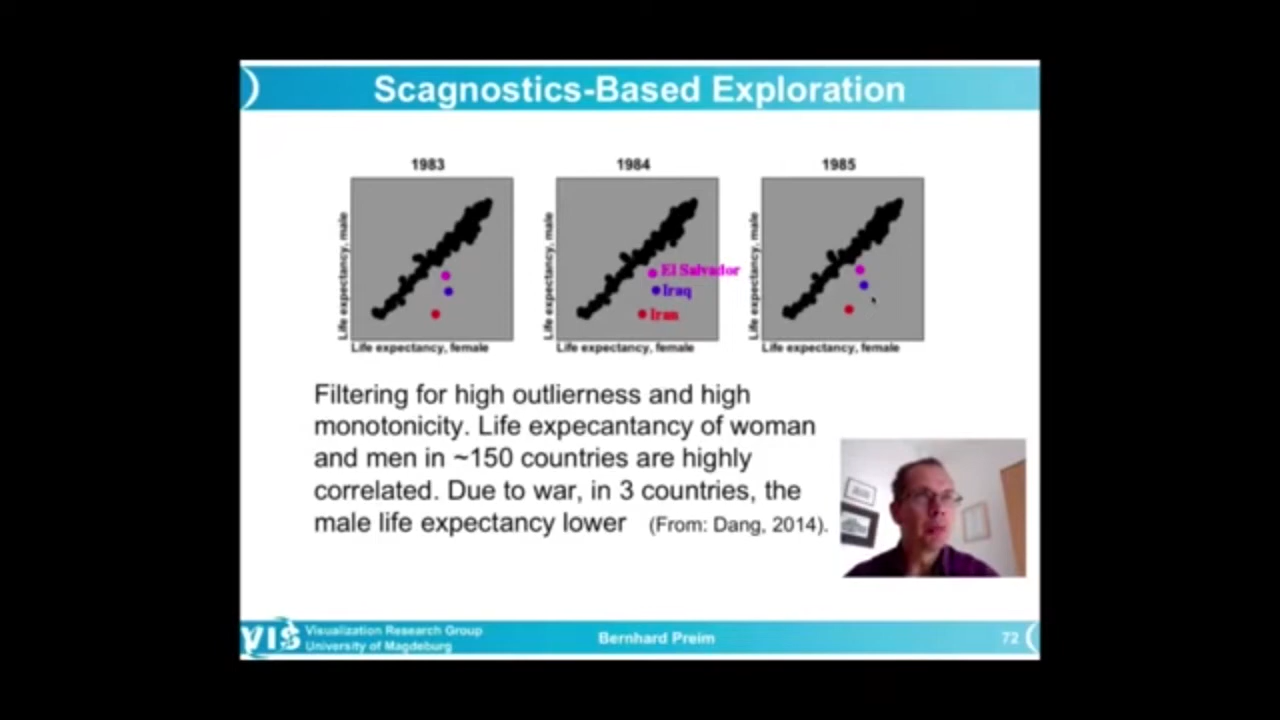 Scagnostics-Based Exploration
1983
1984
1985
Life expectancy, male
Life expectancy, female
Life expectancy, male
El Salvador
Iraq
Iran
Life expectancy, female
Life expectancy, male
Life expectancy, female
Filtering for high outlierness and high
monotonicity. Life expecantancy of woman
and men in ~150 countries are highly
correlated. Due to war, in 3 countries, the
male life expectancy lower (From: Dang, 2014).
VIS
Visualization Research Group
University of Magdeburg
Bernhard Preim
72